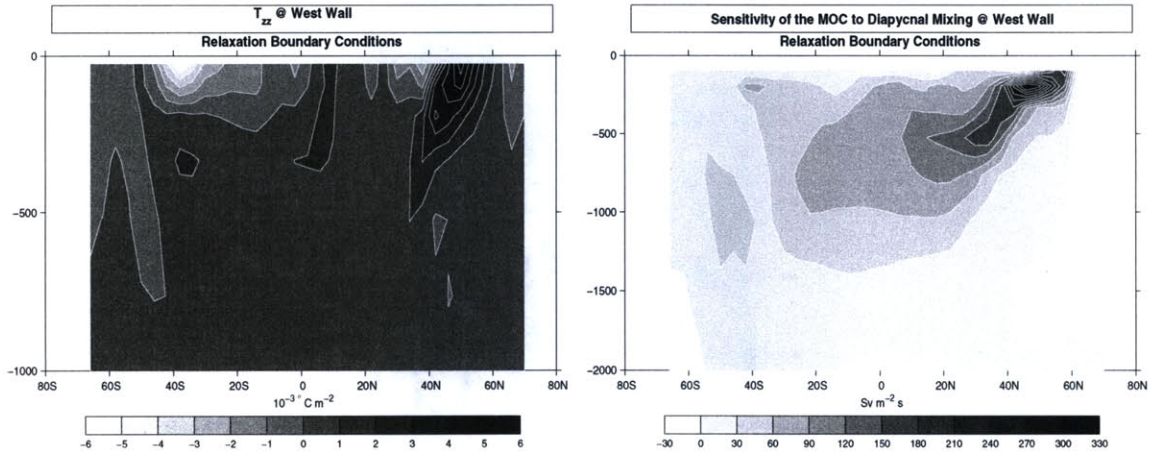 T_zz @ West Wall
Relaxation Boundary Conditions
0
−500
−1000
80S 60S 40S 20S 0 20N 40N 60N 80N
10⁻³ ° C m⁻²
−6 −5 −4 −3 −2 −1 0 1 2 3 4 5 6
Sensitivity of the MOC to Diapycnal Mixing @ West Wall
Relaxation Boundary Conditions
0
−500
−1000
−1500
−2000
80S 60S 40S 20S 0 20N 40N 60N 80N
Sv m⁻² s
−30 0 30 60 90 120 150 180 210 240 270 300 330